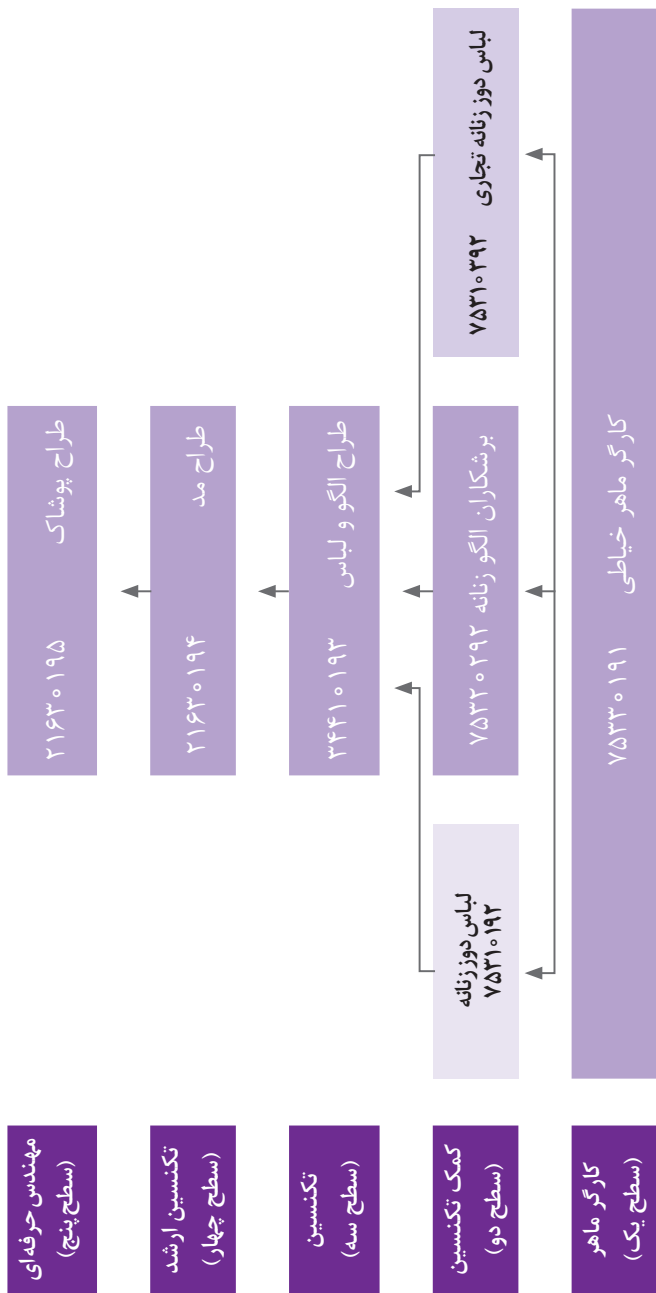 مهندس حرفه‌ای
(سطح پنج)
طراح پوشاک ۲۱۶۳۰۱۹۵
تکنسین ارشد
(سطح چهار)
طراح مد ۲۱۶۳۰۱۹۴
تکنسین
(سطح سه)
طراح الگو و لباس ۳۴۴۱۰۱۹۳
کمک تکنسین
(سطح دو)
لباس دوز زنانه تجاری ۷۵۳۱۰۳۹۲
برشکاران الگو زنانه ۷۵۳۲۰۲۹۲
لباس دوز زنانه
۷۵۳۱۰۱۹۲
کارگر ماهر
(سطح یک)
کارگر ماهر خیاطی ۷۵۳۳۰۱۹۱